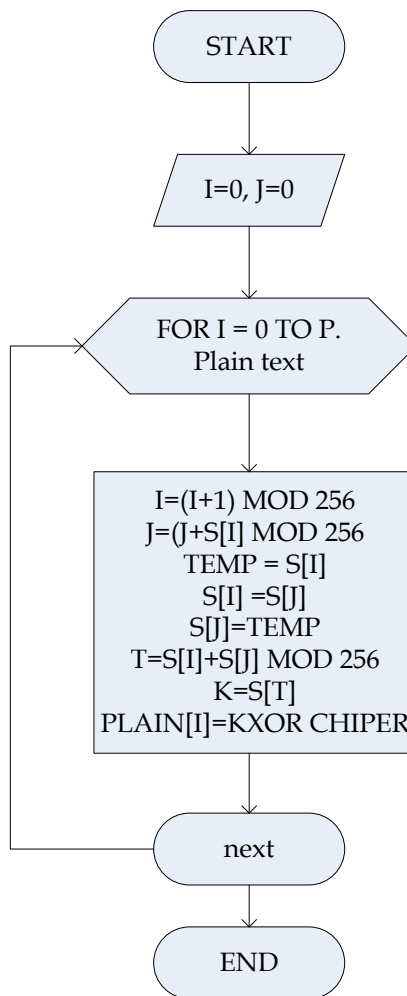 START
I=0, J=0
FOR I = 0 TO P.
Plain text
I=(I+1) MOD 256
J=(J+S[I] MOD 256
TEMP = S[I]
S[I] =S[J]
S[J]=TEMP
T=S[I]+S[J] MOD 256
K=S[T]
PLAIN[I]=KXOR CHIPER
next
END